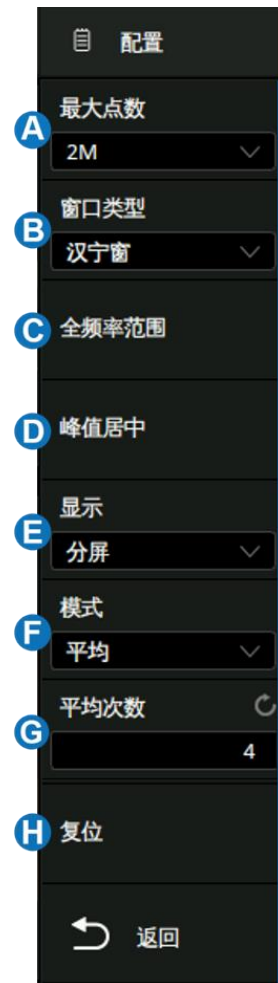 配置
A
最大点数
2M
B
窗口类型
汉宁窗
C
全频率范围
D
峰值居中
E
显示
分屏
F
模式
平均
G
平均次数
4
H
复位
返回